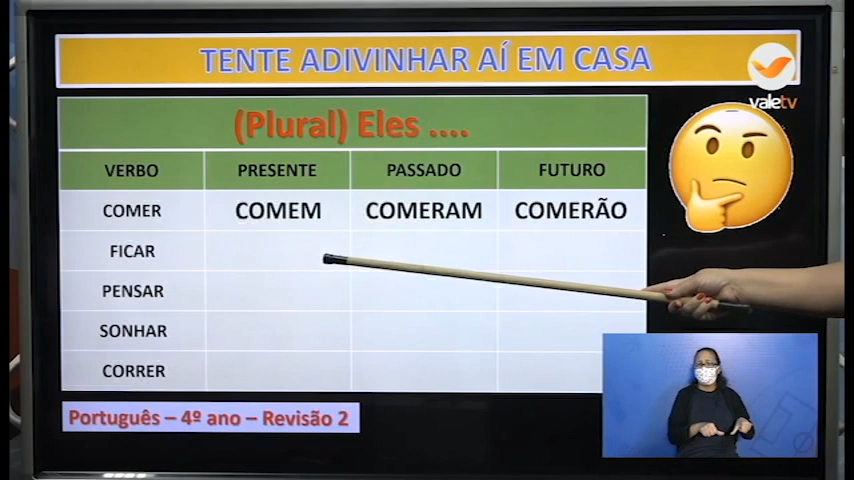 TENTE ADIVINHAR AÍ EM CASA
valetv
(Plural) Eles ....
VERBO PRESENTE PASSADO FUTURO
COMER COMEM COMERAM COMERÃO
FICAR
PENSAR
SONHAR
CORRER
Português – 4º ano – Revisão 2